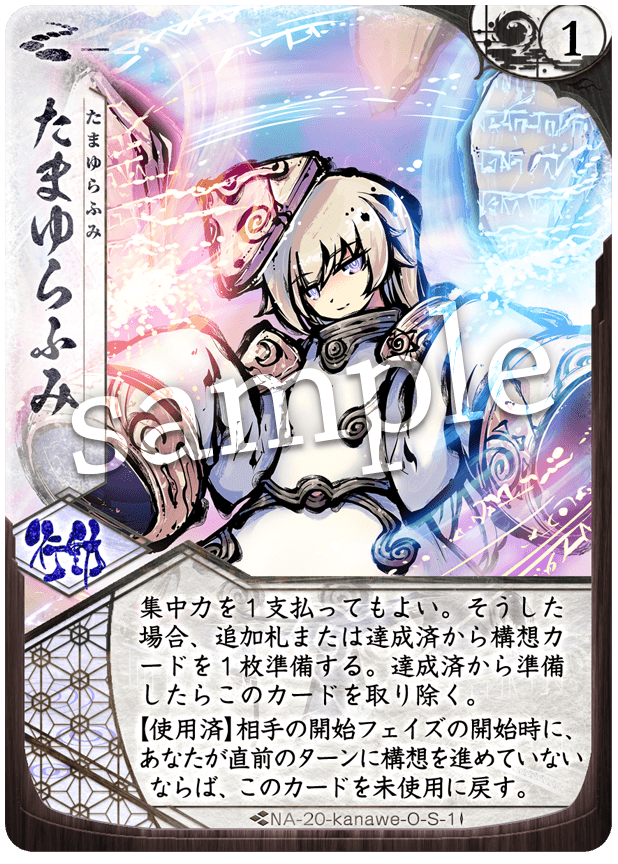 1
たまゆらふみ
たまゆらふみ
sample
行動
集中力を1支払ってもよい。そうした
場合、追加札または達成済から構想カ
ードを1枚準備する。達成済から準備
したらこのカードを取り除く。
【使用済】相手の開始フェイズの開始時に、
あなたが直前のターンに構想を進めていない
ならば、このカードを未使用に戻す。
NA-20-kanawe-O-S-1